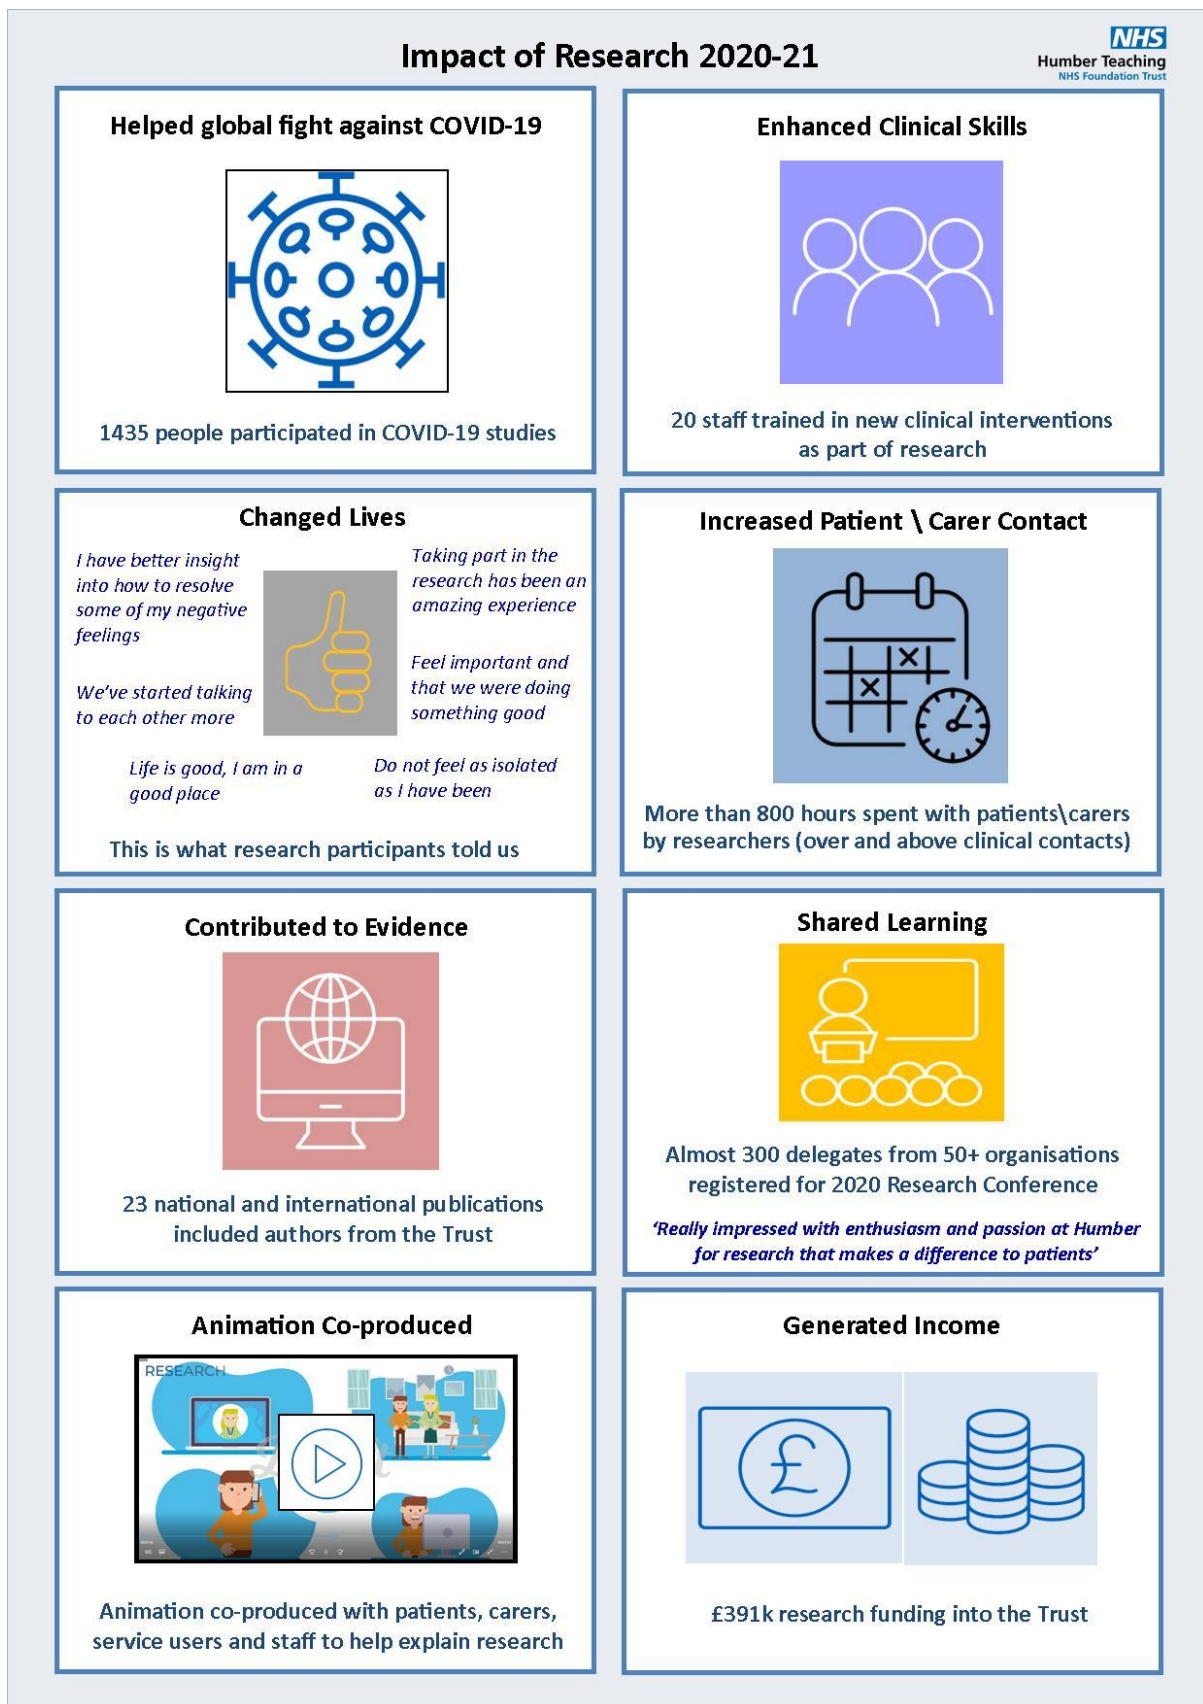 Impact of Research 2020-21
NHS
Humber Teaching
NHS Foundation Trust
Helped global fight against COVID-19
1435 people participated in COVID-19 studies
Enhanced Clinical Skills
20 staff trained in new clinical interventions
as part of research
Changed Lives
I have better insight
into how to resolve
some of my negative
feelings
Taking part in the
research has been an
amazing experience
We've started talking
to each other more
Feel important and
that we were doing
something good
Life is good, I am in a
good place
Do not feel as isolated
as I have been
This is what research participants told us
Increased Patient \ Carer Contact
More than 800 hours spent with patients\carers
by researchers (over and above clinical contacts)
Contributed to Evidence
23 national and international publications
included authors from the Trust
Shared Learning
Almost 300 delegates from 50+ organisations
registered for 2020 Research Conference
‘Really impressed with enthusiasm and passion at Humber
for research that makes a difference to patients’
Animation Co-produced
RESEARCH
Animation co-produced with patients, carers,
service users and staff to help explain research
Generated Income
£
£391k research funding into the Trust